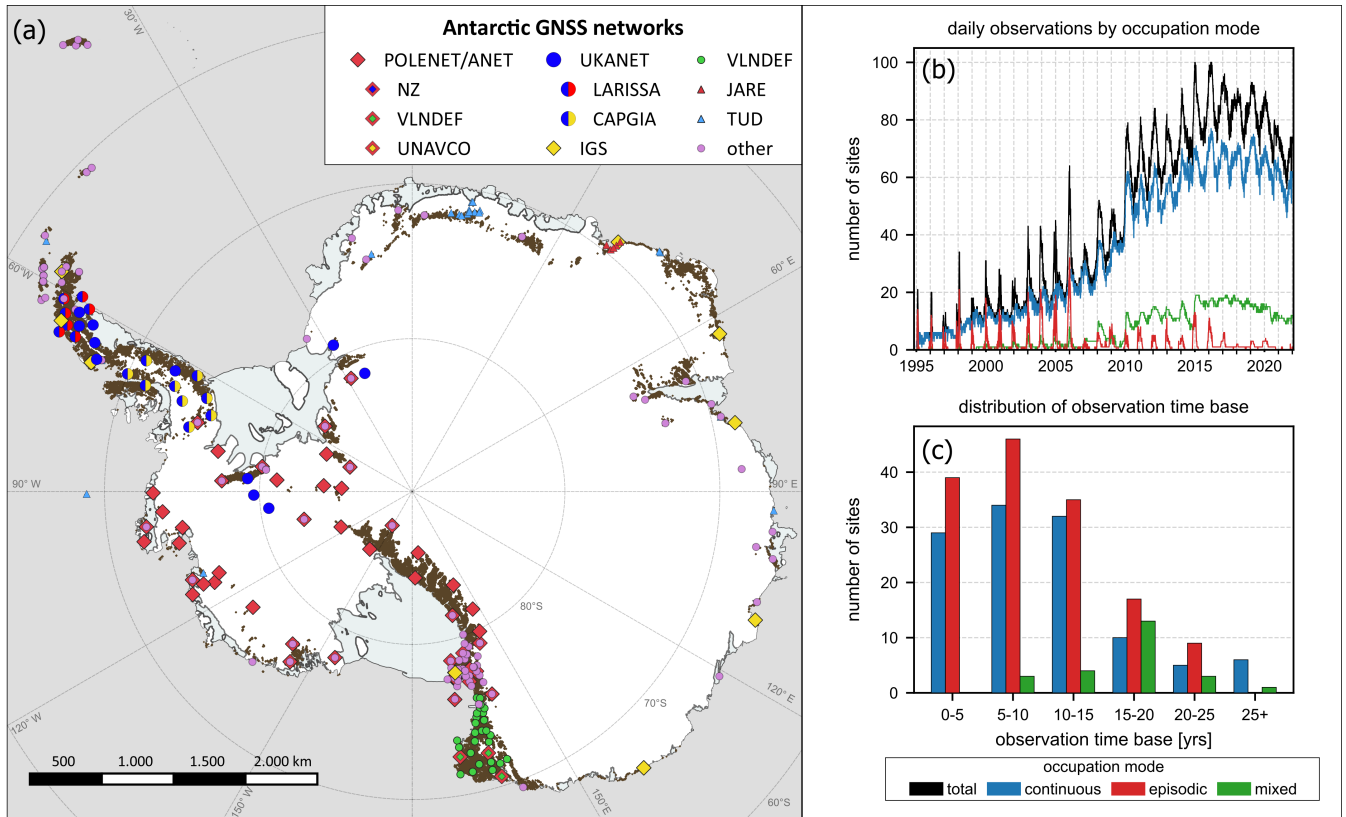 (a)
Antarctic GNSS networks
POLENET/ANET
UKANET
VLNDEF
NZ
LARISSA
JARE
VLNDEF
CAPGIA
TUD
UNAVCO
IGS
other
30° W
60°W
60° E
90° W
90° E
80°S
70°S
120° E
120° W
150° W
150°E
60°S
500 1.000 1.500 2.000 km
daily observations by occupation mode
(b)
number of sites
100
80
60
40
20
0
1995 2000 2005 2010 2015 2020
distribution of observation time base
(c)
number of sites
40
30
20
10
0
0-5 5-10 10-15 15-20 20-25 25+
observation time base [yrs]
occupation mode
total continuous episodic mixed